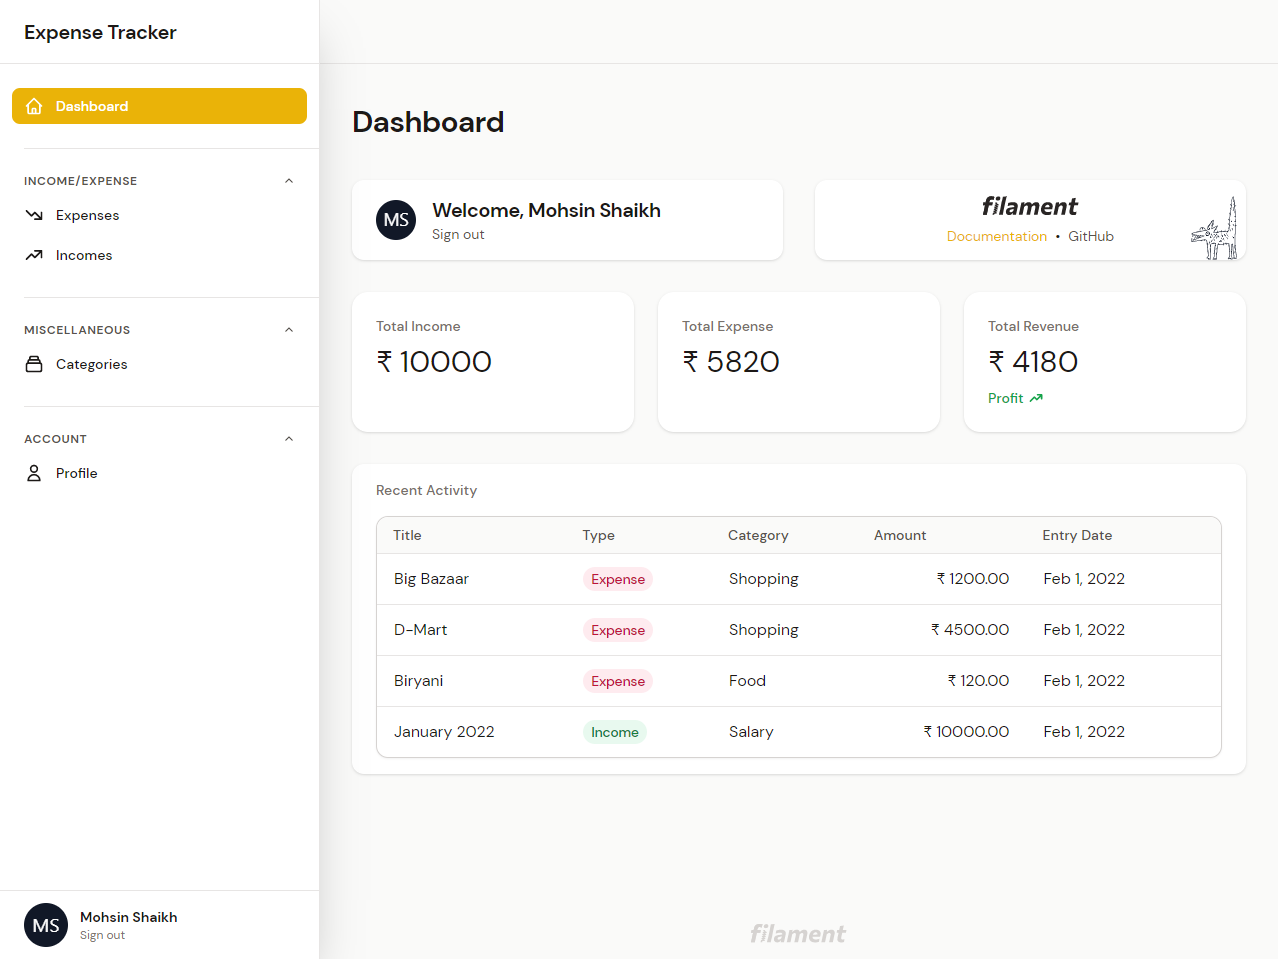 Expense Tracker
Dashboard
INCOME/EXPENSE
Expenses
Incomes
MISCELLANEOUS
Categories
ACCOUNT
Profile
MS Mohsin Shaikh
Sign out
Dashboard
MS Welcome, Mohsin Shaikh
Sign out
filament
Documentation • GitHub
Total Income
₹ 10000
Total Expense
₹ 5820
Total Revenue
₹ 4180
Profit
Recent Activity
Title Type Category Amount Entry Date
Big Bazaar Expense Shopping ₹ 1200.00 Feb 1, 2022
D-Mart Expense Shopping ₹ 4500.00 Feb 1, 2022
Biryani Expense Food ₹ 120.00 Feb 1, 2022
January 2022 Income Salary ₹ 10000.00 Feb 1, 2022
filament